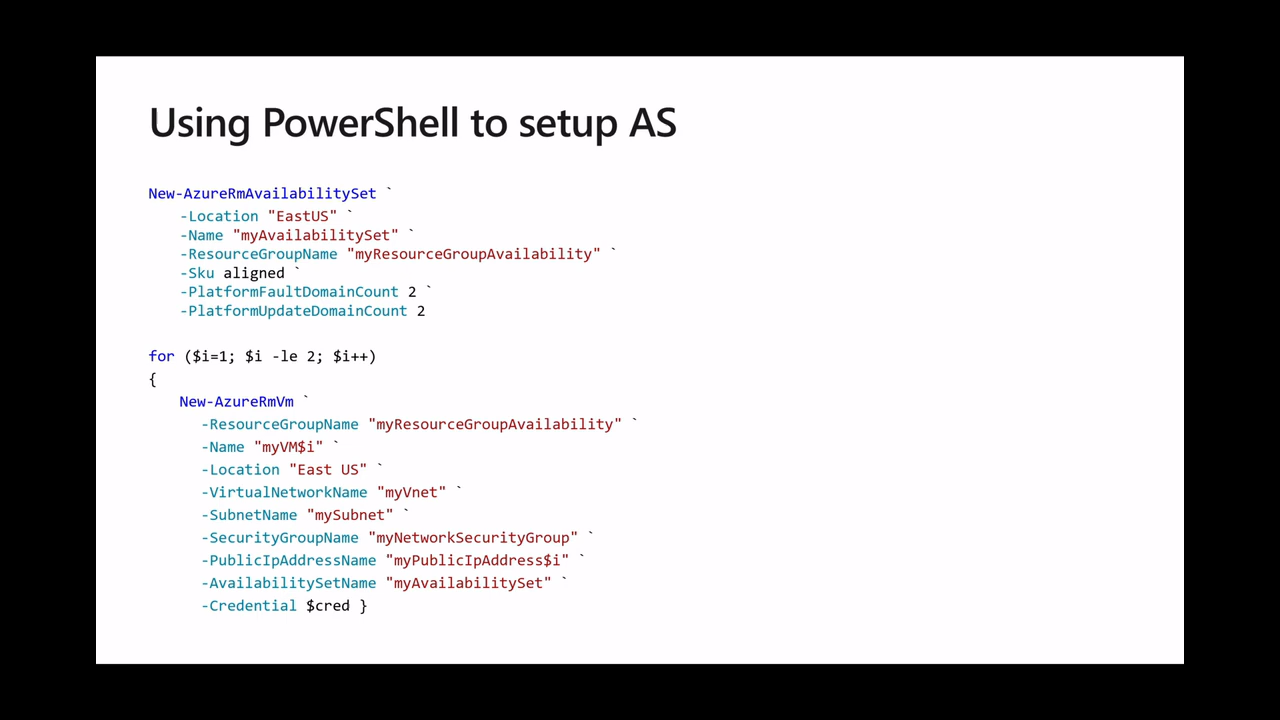 Using PowerShell to setup AS
New-AzureRmAvailabilitySet `
-Location "EastUS" `
-Name "myAvailabilitySet" `
-ResourceGroupName "myResourceGroupAvailability" `
-Sku aligned `
-PlatformFaultDomainCount 2 `
-PlatformUpdateDomainCount 2
for ($i=1; $i -le 2; $i++)
{
New-AzureRmVm `
-ResourceGroupName "myResourceGroupAvailability" `
-Name "myVM$i" `
-Location "East US" `
-VirtualNetworkName "myVnet" `
-SubnetName "mySubnet" `
-SecurityGroupName "myNetworkSecurityGroup" `
-PublicIpAddressName "myPublicIpAddress$i" `
-AvailabilitySetName "myAvailabilitySet" `
-Credential $cred }